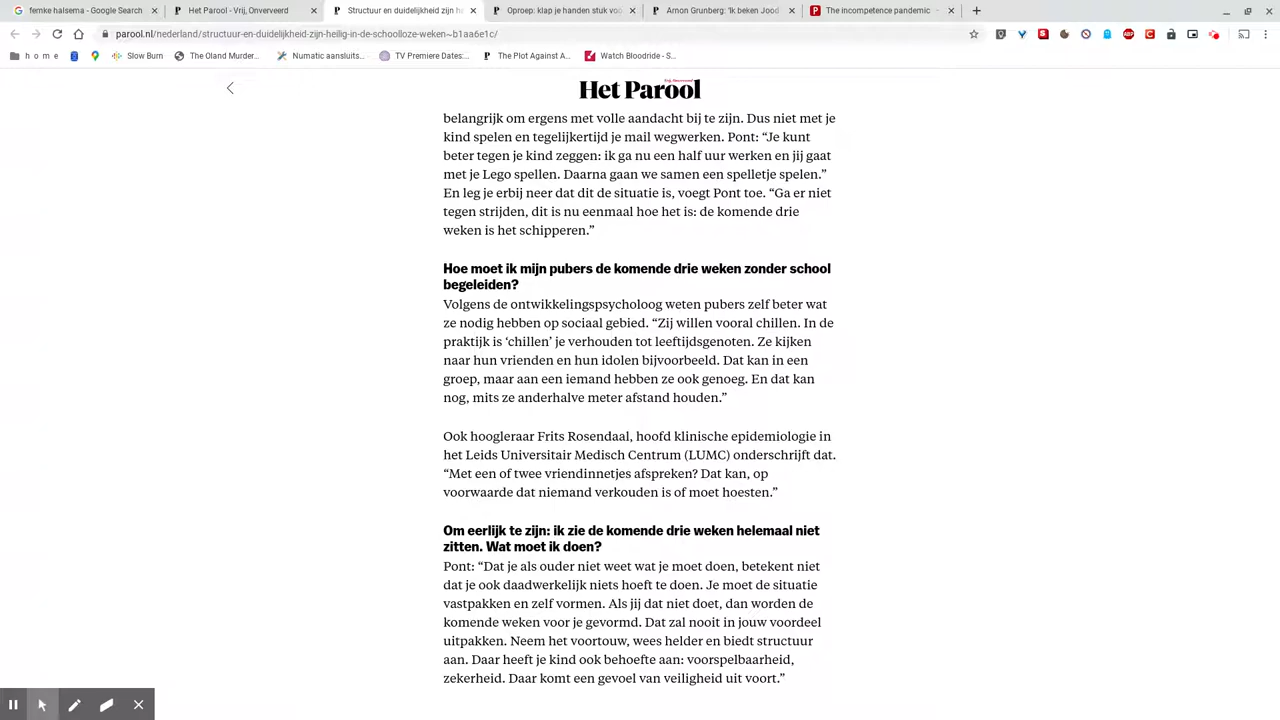 femke halsema - Google Search
Het Parool - Vrij, Onverveerd
Structuur en duidelijkheid zijn he
Oproep: klap je handen stuk voo
Arnon Grunberg: 'Ik beken Jood
The incompetence pandemic
parool.nl/nederland/structuur-en-duidelijkheid-zijn-heilig-in-de-schoolloze-weken~b1aa6e1c/
h o m e
Slow Burn
The Oland Murder...
Numatic aansluits...
TV Premiere Dates:...
The Plot Against A...
Watch Bloodride - S...
Het Parool
belangrijk om ergens met volle aandacht bij te zijn. Dus niet met je
kind spelen en tegelijkertijd je mail wegwerken. Pont: “Je kunt
beter tegen je kind zeggen: ik ga nu een half uur werken en jij gaat
met je Lego spellen. Daarna gaan we samen een spelletje spelen.”
En leg je erbij neer dat dit de situatie is, voegt Pont toe. “Ga er niet
tegen strijden, dit is nu eenmaal hoe het is: de komende drie
weken is het schipperen.”
Hoe moet ik mijn pubers de komende drie weken zonder school
begeleiden?
Volgens de ontwikkelingspsycholoog weten pubers zelf beter wat
ze nodig hebben op sociaal gebied. “Zij willen vooral chillen. In de
praktijk is ‘chillen’ je verhouden tot leeftijdsgenoten. Ze kijken
naar hun vrienden en hun idolen bijvoorbeeld. Dat kan in een
groep, maar aan een iemand hebben ze ook genoeg. En dat kan
nog, mits ze anderhalve meter afstand houden.”
Ook hoogleraar Frits Rosendaal, hoofd klinische epidemiologie in
het Leids Universitair Medisch Centrum (LUMC) onderschrijft dat.
“Met een of twee vriendinnetjes afspreken? Dat kan, op
voorwaarde dat niemand verkouden is of moet hoesten.”
Om eerlijk te zijn: ik zie de komende drie weken helemaal niet
zitten. Wat moet ik doen?
Pont: “Dat je als ouder niet weet wat je moet doen, betekent niet
dat je ook daadwerkelijk niets hoeft te doen. Je moet de situatie
vastpakken en zelf vormen. Als jij dat niet doet, dan worden de
komende weken voor je gevormd. Dat zal nooit in jouw voordeel
uitpakken. Neem het voortouw, wees helder en biedt structuur
aan. Daar heeft je kind ook behoefte aan: voorspelbaarheid,
zekerheid. Daar komt een gevoel van veiligheid uit voort.”